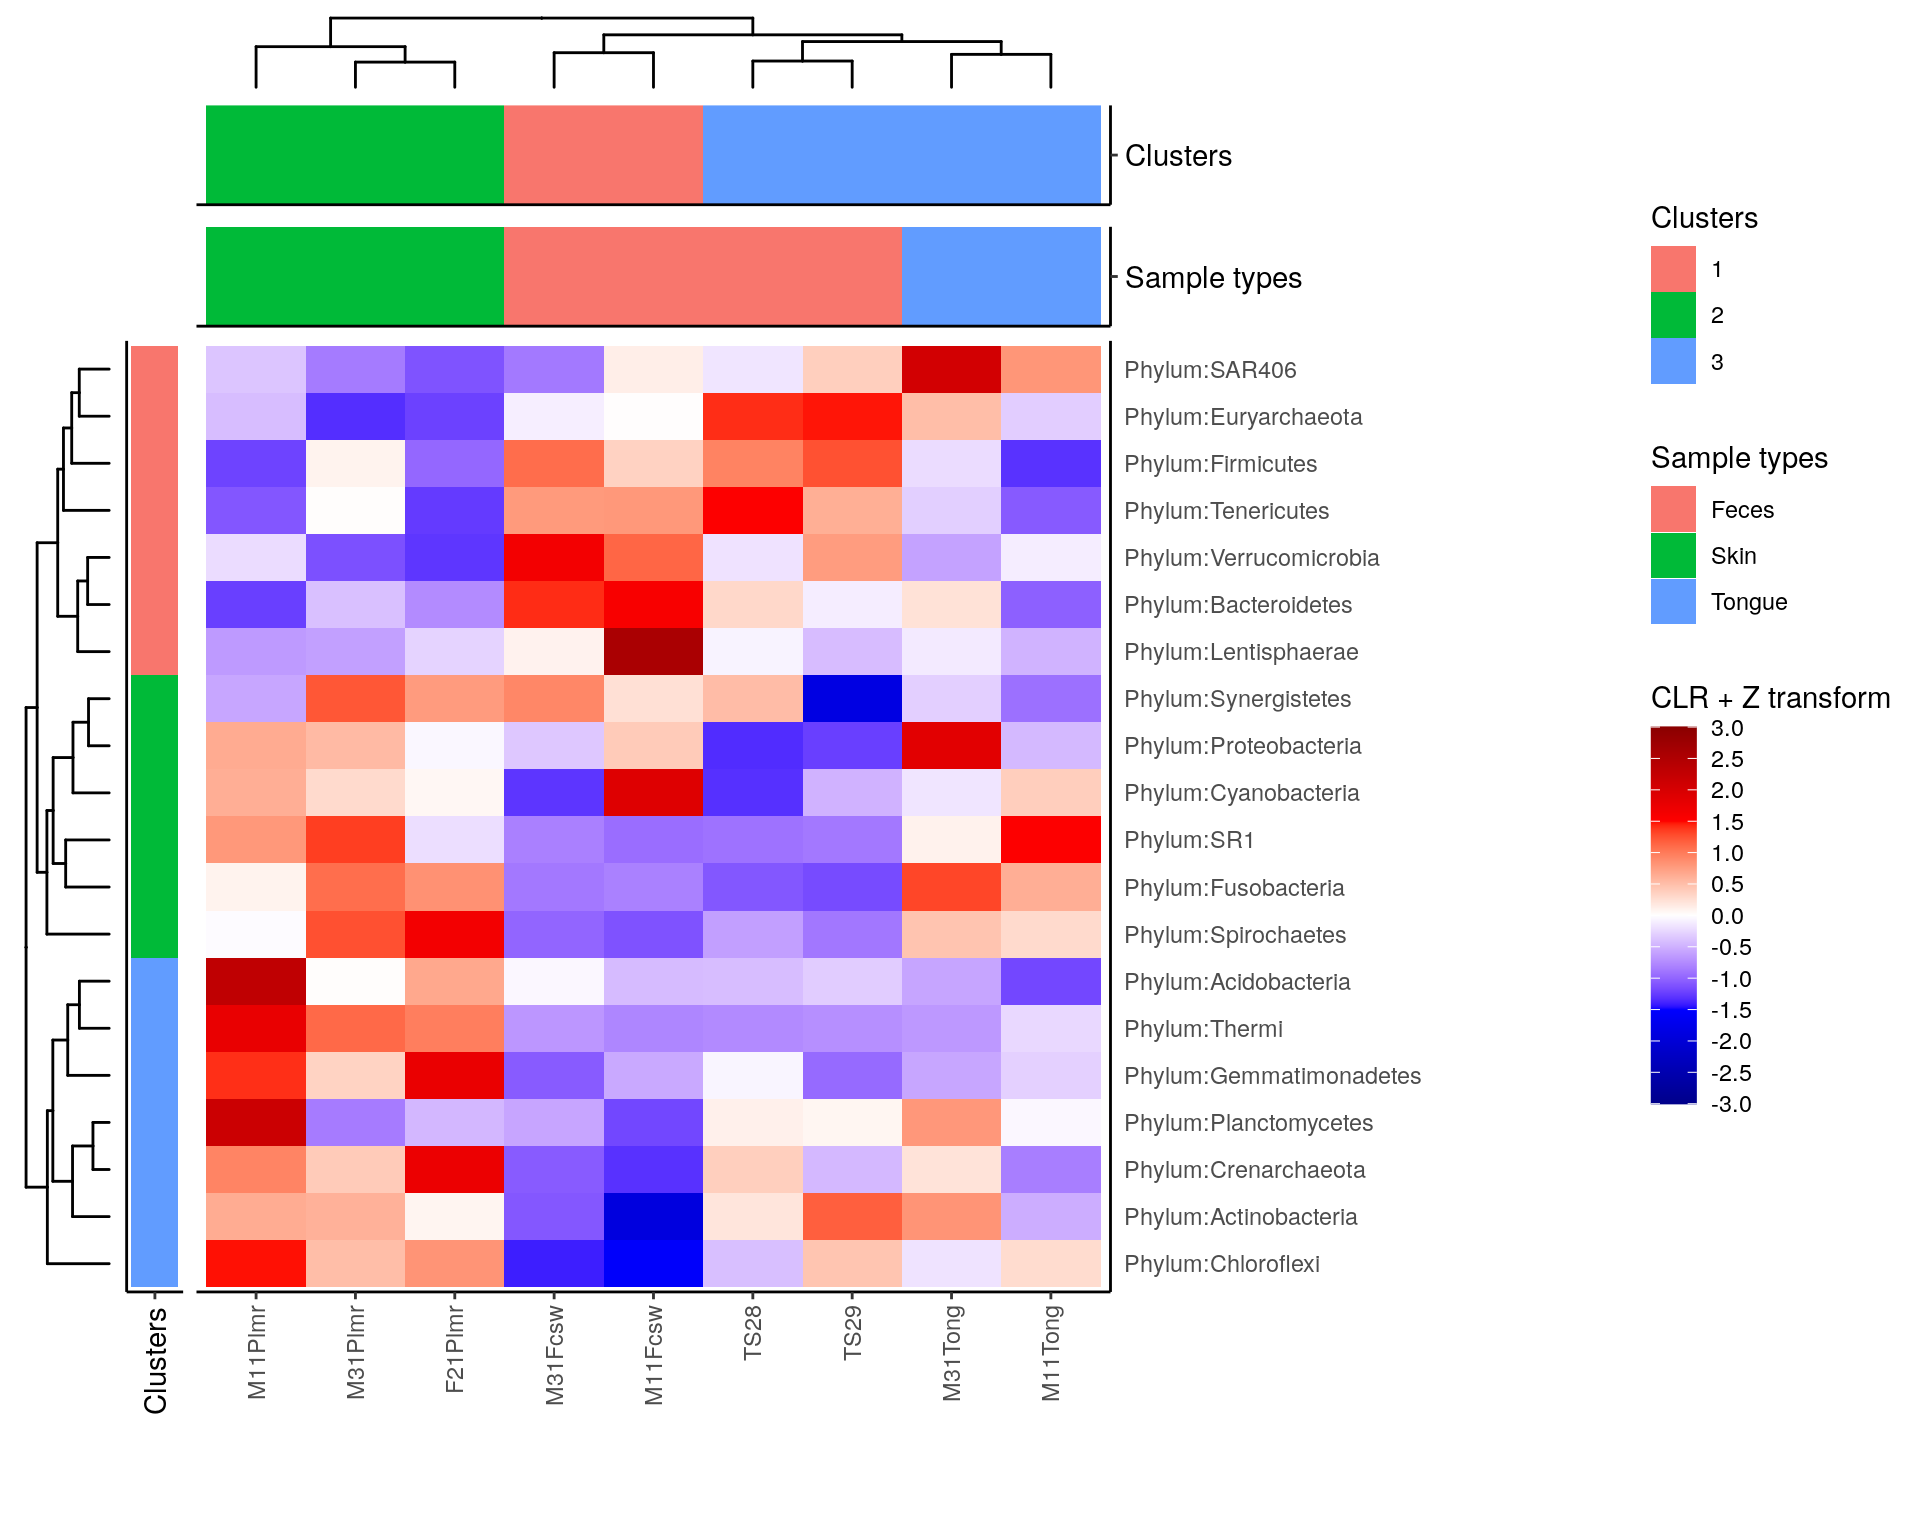 Clusters
Sample types
Phylum:SAR406
Phylum:Euryarchaeota
Phylum:Firmicutes
Phylum:Tenericutes
Phylum:Verrucomicrobia
Phylum:Bacteroidetes
Phylum:Lentisphaerae
Phylum:Synergistetes
Phylum:Proteobacteria
Phylum:Cyanobacteria
Phylum:SR1
Phylum:Fusobacteria
Phylum:Spirochaetes
Phylum:Acidobacteria
Phylum:Thermi
Phylum:Gemmatimonadetes
Phylum:Planctomycetes
Phylum:Crenarchaeota
Phylum:Actinobacteria
Phylum:Chloroflexi
Clusters
M11Plmr
M31Plmr
F21Plmr
M31Fcsw
M11Fcsw
TS28
TS29
M31Tong
M11Tong
Clusters
1
2
3
Sample types
Feces
Skin
Tongue
CLR + Z transform
3.0
2.5
2.0
1.5
1.0
0.5
0.0
-0.5
-1.0
-1.5
-2.0
-2.5
-3.0